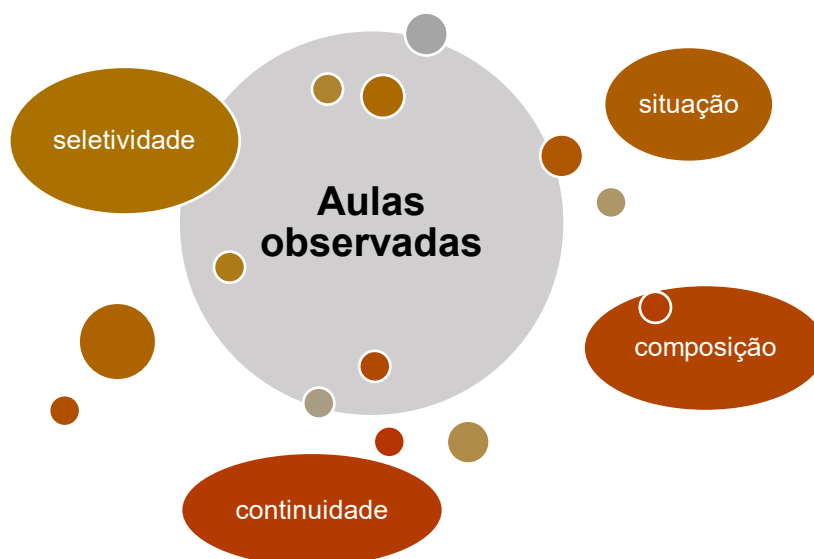 seletividade
situação
Aulas
observadas
composição
continuidade